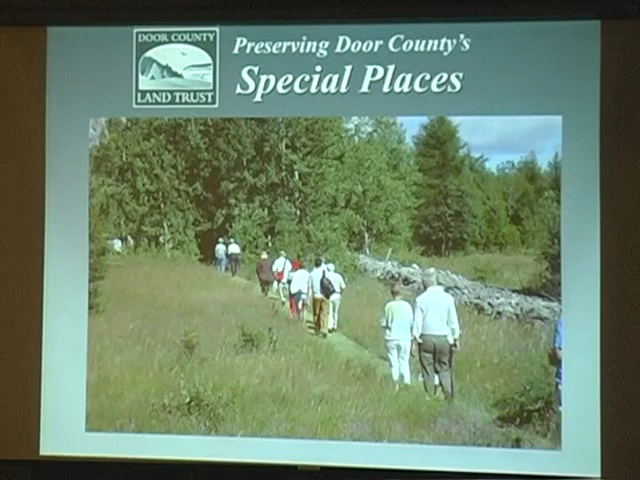 DOOR COUNTY
LAND TRUST
Preserving Door County's
Special Places